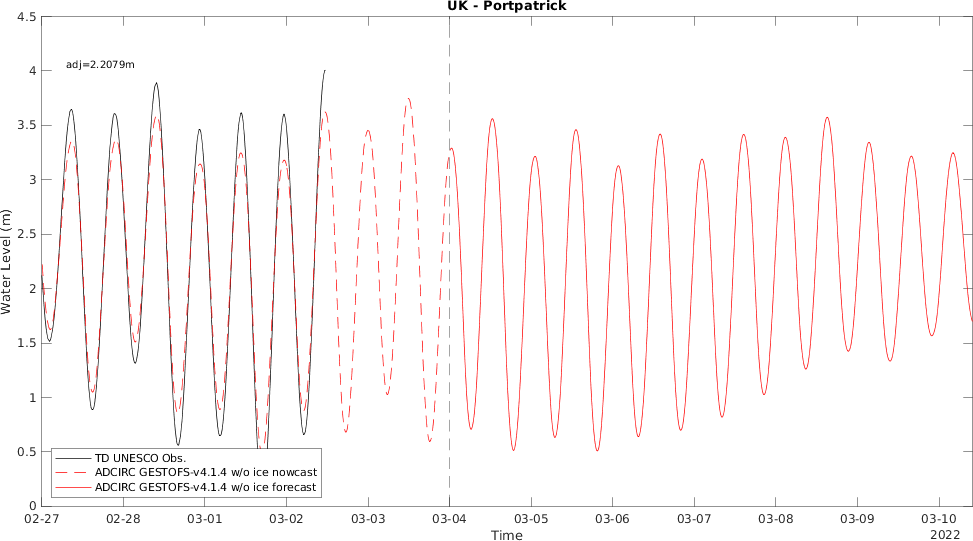 UK - Portpatrick
4.5
4
3.5
3
2.5
2
1.5
1
0.5
0
Water Level (m)
adj=2.2079m
TD UNESCO Obs.
ADCIRC GESTOFS-v4.1.4 w/o ice nowcast
ADCIRC GESTOFS-v4.1.4 w/o ice forecast
02-27 02-28 03-01 03-02 03-03 03-04 03-05 03-06 03-07 03-08 03-09 03-10
2022
Time